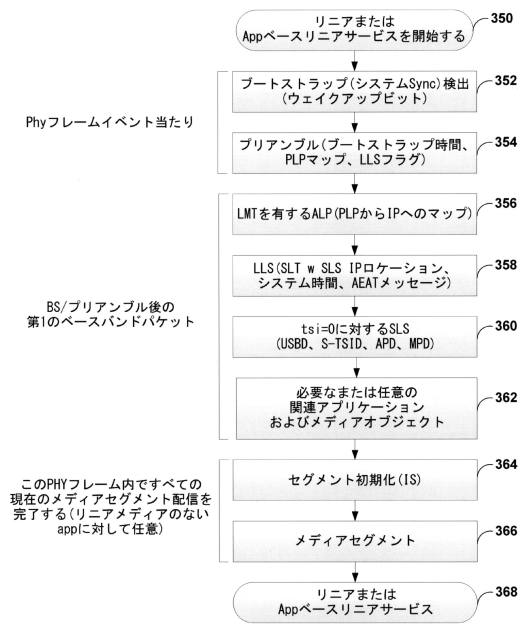 リニアまたは
Appベースリニアサービスを開始する
350
ブートストラップ(システムSync)検出
(ウェイクアップビット)
352
Phyフレームイベント当たり
プリアンブル(ブートストラップ時間、
PLPマップ、LLSフラグ)
354
LMTを有するALP(PLPからIPへのマップ)
356
LLS(SLT w SLS IPロケーション、
システム時間、AEATメッセージ)
358
BS/プリアンブル後の
第1のベースバンドパケット
tsi=0に対するSLS
(USBD、S-TSID、APD、MPD)
360
必要なまたは任意の
関連アプリケーション
およびメディアオブジェクト
362
このPHYフレーム内ですべての
現在のメディアセグメント配信を
完了する(リニアメディアのない
appに対して任意)
セグメント初期化(IS)
364
メディアセグメント
366
リニアまたは
Appベースリニアサービス
368